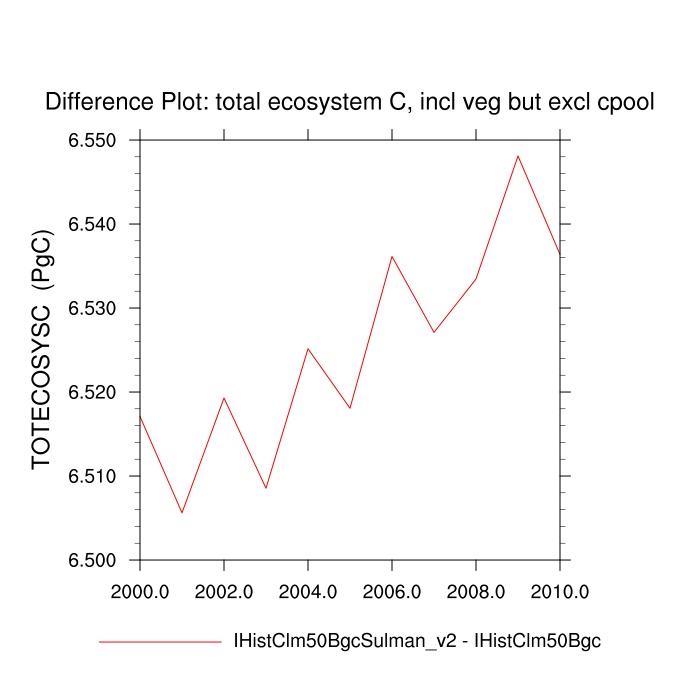 Difference Plot: total ecosystem C, incl veg but excl cpool
TOTECOSYSC (PgC)
6.550
6.540
6.530
6.520
6.510
6.500
2000.0 2002.0 2004.0 2006.0 2008.0 2010.0
IHistClm50BgcSulman_v2 - IHistClm50Bgc